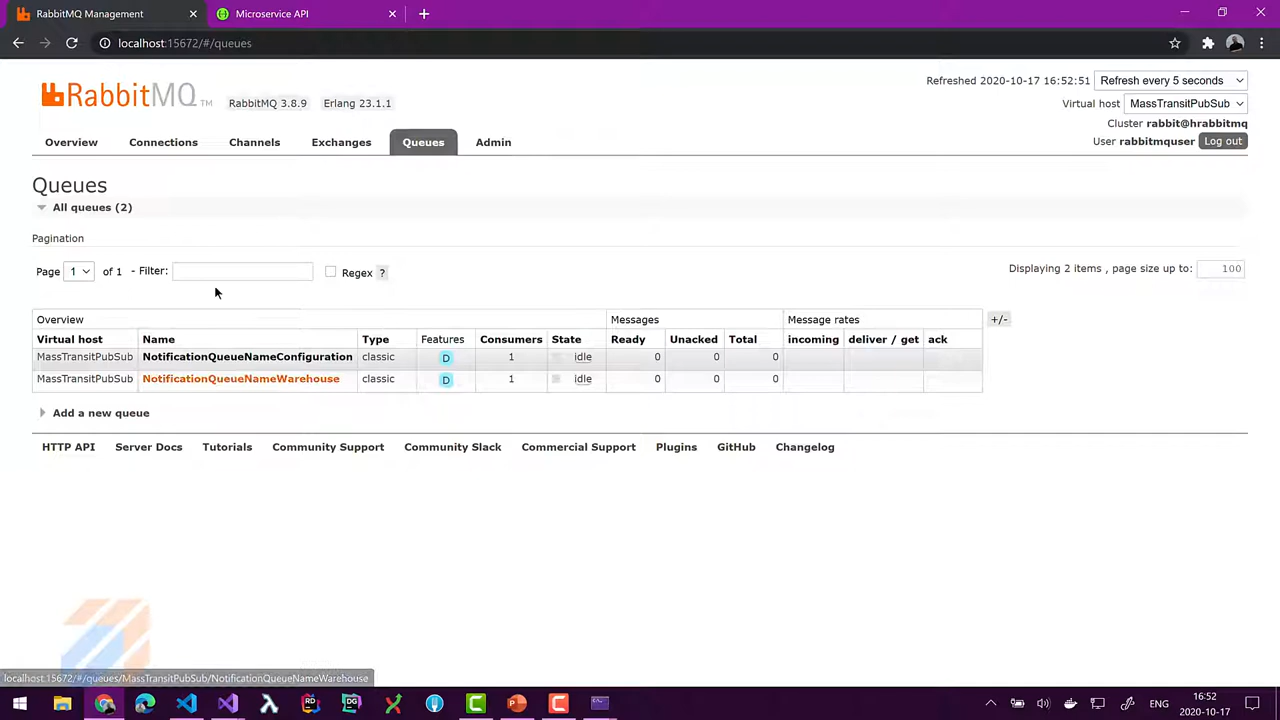 RabbitMQ Management
Microservice API
localhost:15672/#/queues
Refreshed 2020-10-17 16:52:51 Refresh every 5 seconds
RabbitMQ TM RabbitMQ 3.8.9 Erlang 23.1.1
Virtual host MassTransitPubSub
Cluster rabbit@hrabbitmq
User rabbitmquser Log out
Overview Connections Channels Exchanges Queues Admin
Queues
All queues (2)
Pagination
Page 1 of 1 - Filter: Regex ? Displaying 2 items , page size up to: 100
Overview Messages Message rates +/-
Virtual host Name Type Features Consumers State Ready Unacked Total incoming deliver / get ack
MassTransitPubSub NotificationQueueNameConfiguration classic D 1 idle 0 0 0
MassTransitPubSub NotificationQueueNameWarehouse classic D 1 idle 0 0 0
Add a new queue
HTTP API Server Docs Tutorials Community Support Community Slack Commercial Support Plugins GitHub Changelog
localhost:15672/#/queues/MassTransitPubSub/NotificationQueueNameWarehouse
ENG
16:52
2020-10-17